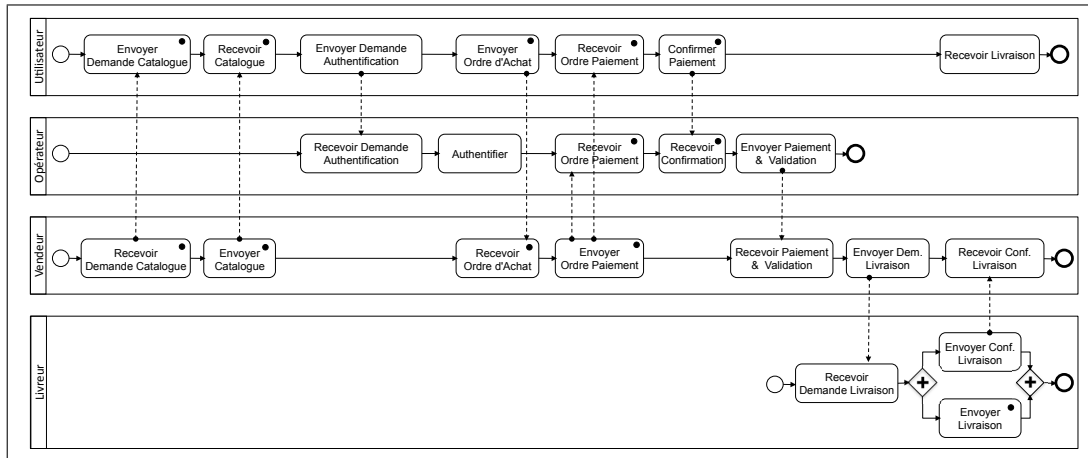 Utilisateur
Envoyer
Demande Catalogue
Recevoir
Catalogue
Envoyer Demande
Authentification
Envoyer
Ordre d'Achat
Recevoir
Ordre Paiement
Confirmer
Paiement
Recevoir Livraison
Opérateur
Recevoir Demande
Authentification
Authentifier
Recevoir
Ordre Paiement
Recevoir
Confirmation
Envoyer Paiement
& Validation
Vendeur
Recevoir
Demande Catalogue
Envoyer
Catalogue
Recevoir
Ordre d'Achat
Envoyer
Ordre Paiement
Recevoir Paiement
& Validation
Envoyer Dem.
Livraison
Recevoir Conf.
Livraison
Livreur
Recevoir
Demande Livraison
Envoyer Conf.
Livraison
Envoyer
Livraison